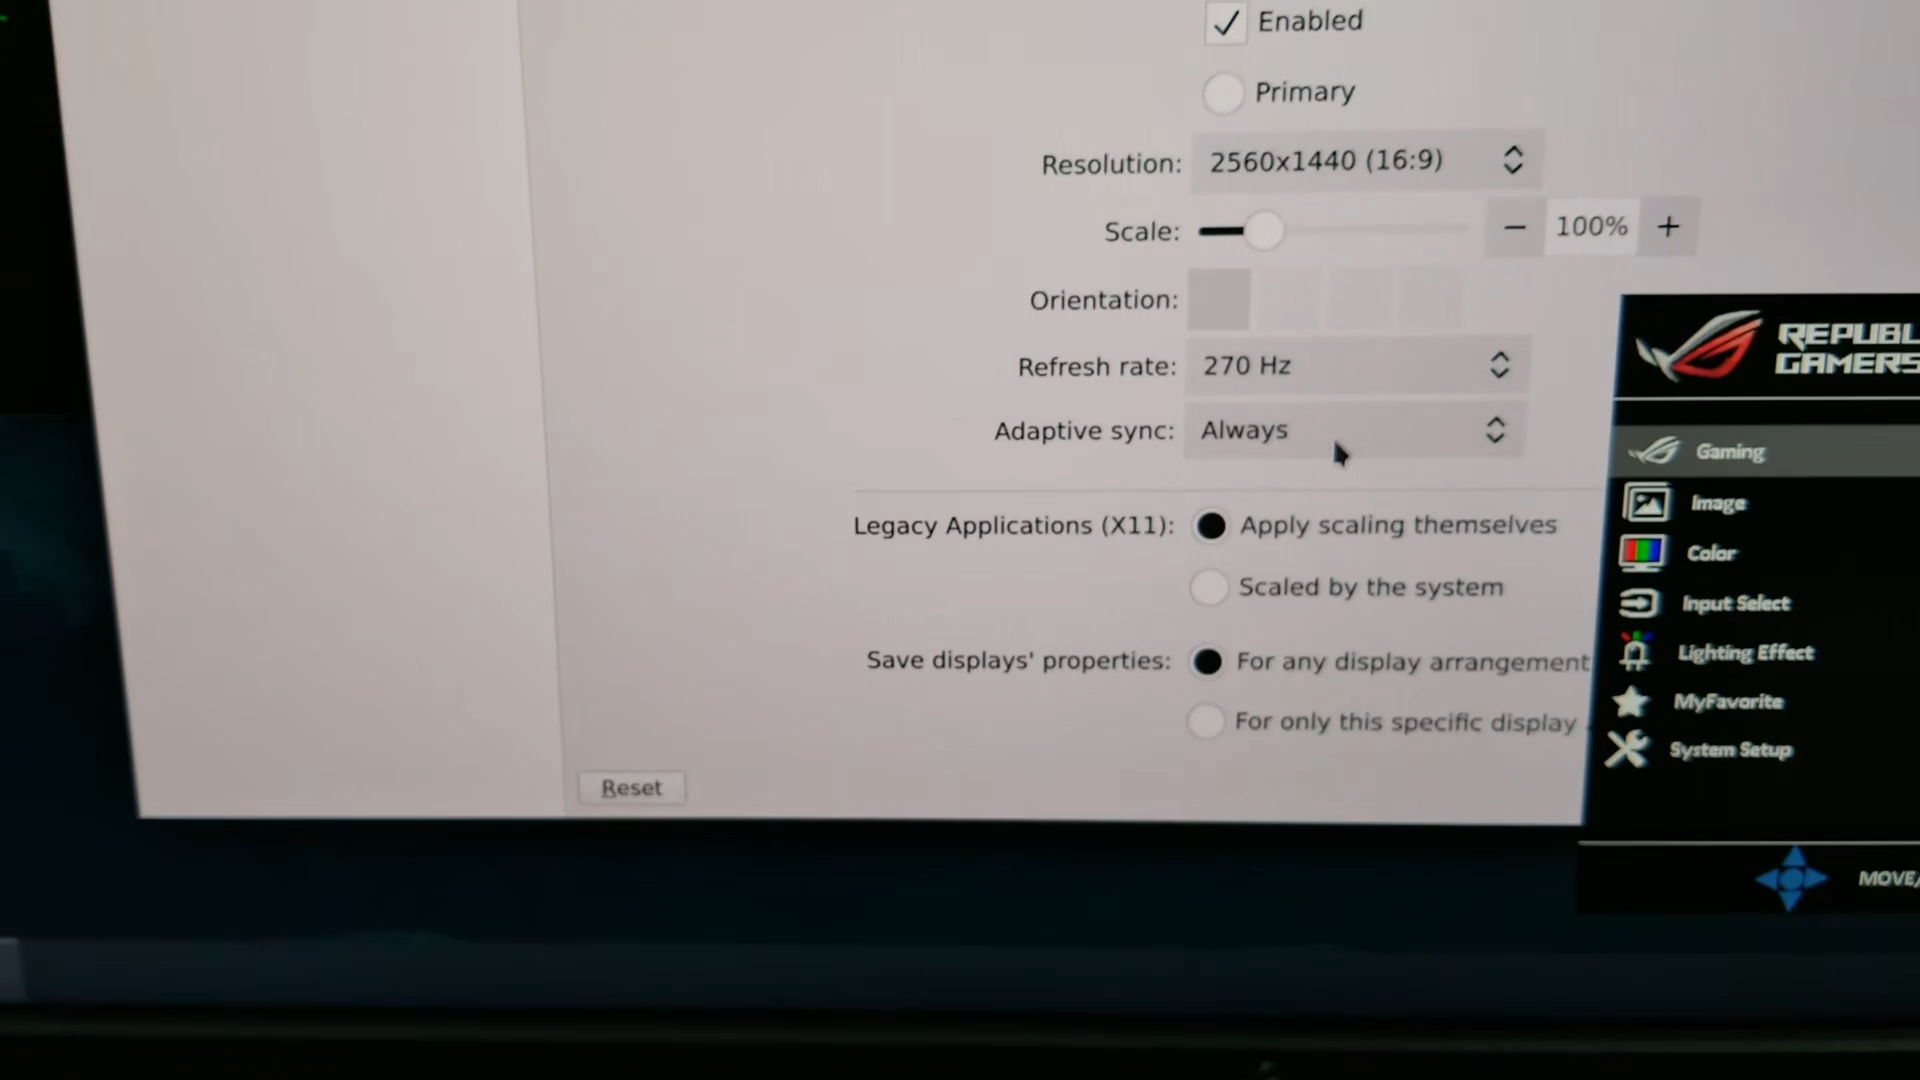 Enabled
Primary
Resolution: 2560x1440 (16:9)
Scale: − 100% +
Orientation:
Refresh rate: 270 Hz
Adaptive sync: Always
Legacy Applications (X11): Apply scaling themselves
Scaled by the system
Save displays' properties: For any display arrangement
For only this specific display
Reset
REPUBL
GAMERS
Gaming
Image
Color
Input Select
Lighting Effect
MyFavorite
System Setup
MOVE/